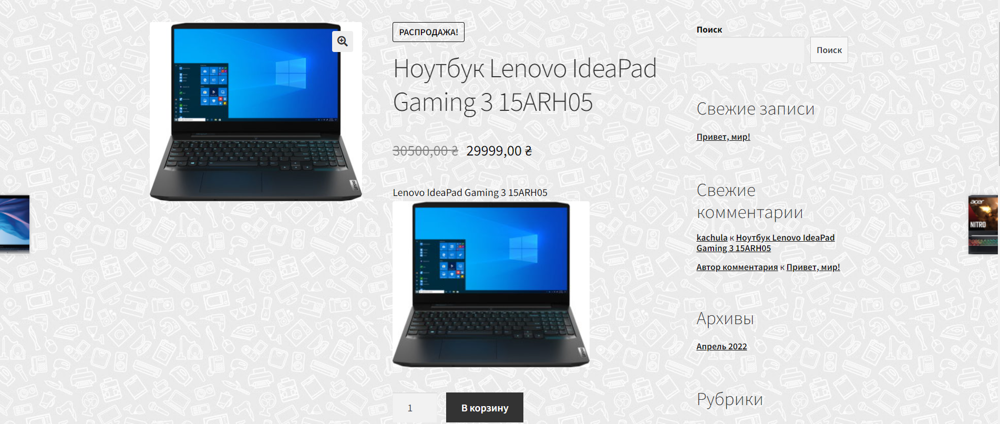 РАСПРОДАЖА!
Ноутбук Lenovo IdeaPad
Gaming 3 15ARH05
30500,00 ₴ 29999,00 ₴
Lenovo IdeaPad Gaming 3 15ARH05
Lenovo
Lenovo
1
В корзину
Поиск
Поиск
Свежие записи
Привет, мир!
Свежие
комментарии
kachula к Ноутбук Lenovo IdeaPad
Gaming 3 15ARH05
Автор комментария к Привет, мир!
Архивы
Апрель 2022
Рубрики
acer
NITRO